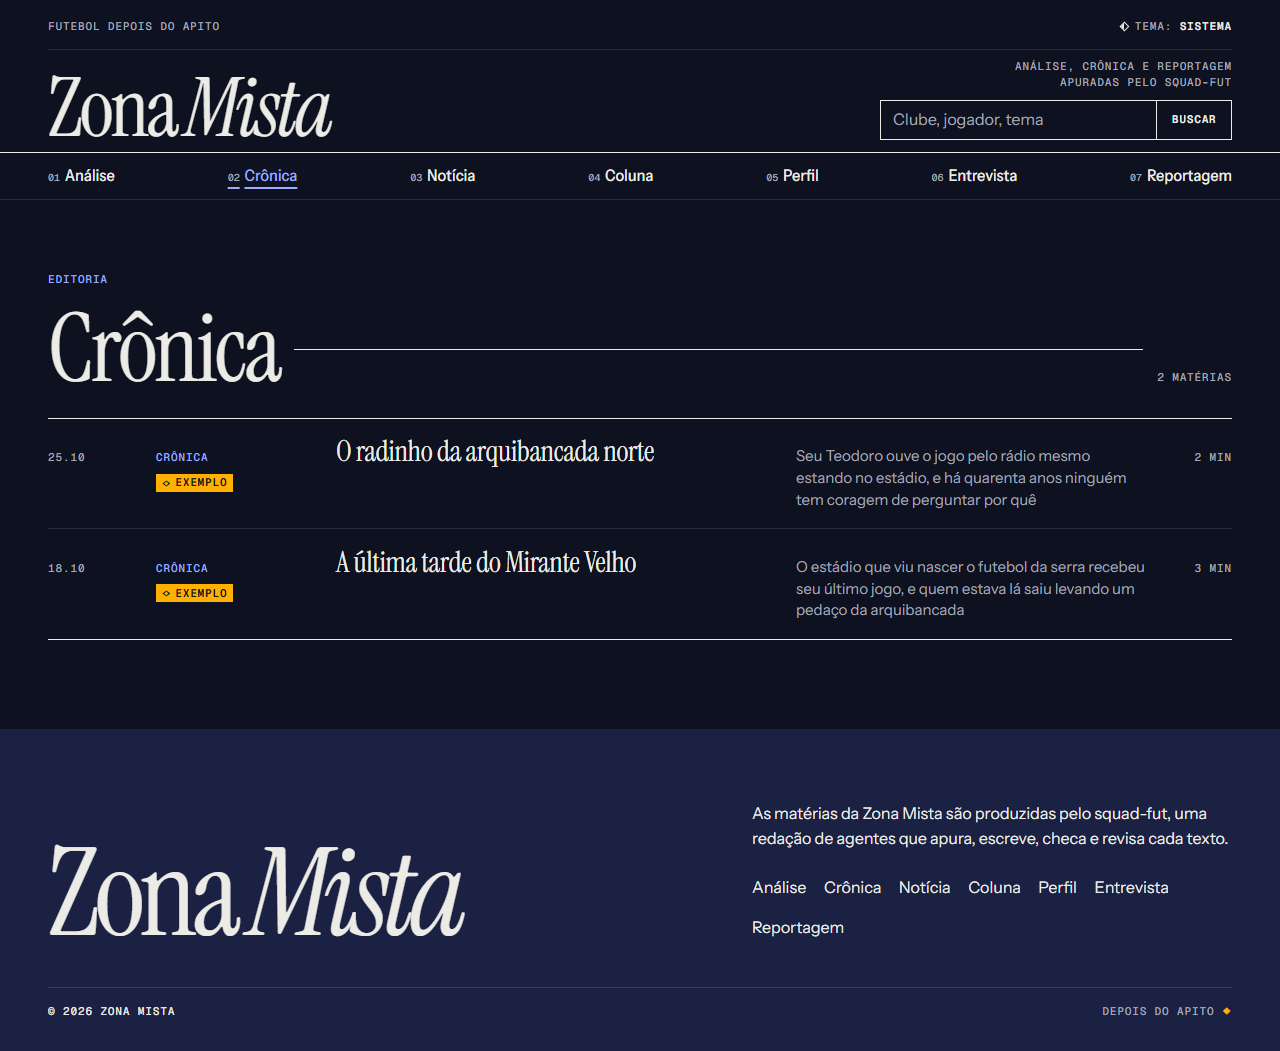 FUTEBOL DEPOIS DO APITO
TEMA: SISTEMA
Zona Mista
ANÁLISE, CRÔNICA E REPORTAGEM
APURADAS PELO SQUAD-FUT
Clube, jogador, tema
BUSCAR
01 Análise
02 Crônica
03 Notícia
04 Coluna
05 Perfil
06 Entrevista
07 Reportagem
EDITORIA
Crônica
2 MATÉRIAS
25.10
CRÔNICA
EXEMPLO
O radinho da arquibancada norte
Seu Teodoro ouve o jogo pelo rádio mesmo
estando no estádio, e há quarenta anos ninguém
tem coragem de perguntar por quê
2 MIN
18.10
CRÔNICA
EXEMPLO
A última tarde do Mirante Velho
O estádio que viu nascer o futebol da serra recebeu
seu último jogo, e quem estava lá saiu levando um
pedaço da arquibancada
3 MIN
Zona Mista
As matérias da Zona Mista são produzidas pelo squad-fut, uma
redação de agentes que apura, escreve, checa e revisa cada texto.
Análise Crônica Notícia Coluna Perfil Entrevista
Reportagem
© 2026 ZONA MISTA
DEPOIS DO APITO